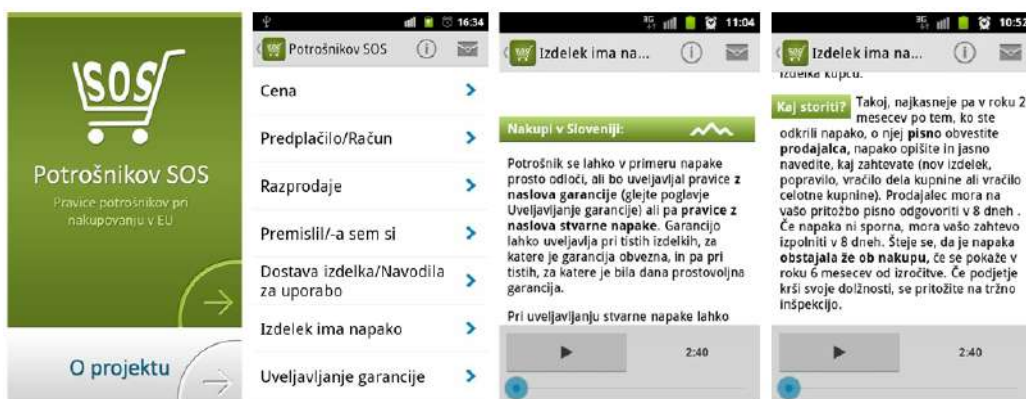 SOS
Potrošnikov SOS
Pravice potrošnikov pri
nakupovanju v EU
O projektu
16:34
Potrošnikov SOS
Cena
Predplačilo/Račun
Razprodaje
Premislil/-a sem si
Dostava izdelka/Navodila
za uporabo
Izdelek ima napako
Uveljavljanje garancije
3G
11:04
Izdelek ima na...
Nakupi v Sloveniji:
Potrošnik se lahko v primeru napake
prosto odloči, ali bo uveljavljal pravice z
naslova garancije (glejte poglavje
Uveljavljanje garancije) ali pa pravice z
naslova stvarne napake. Garancijo
lahko uveljavlja pri tistih izdelkih, za
katere je garancija obvezna, in pa pri
tistih, za katere je bila dana prostovoljna
garancija.
Pri uveljavljanju stvarne napake lahko
2:40
3G
10:52
Izdelek ima na...
izdelka kupcu.
Kaj storiti? Takoj, najkasneje pa v roku 2
mesecev po tem, ko ste
odkrili napako, o njej pisno obvestite
prodajalca, napako opišite in jasno
navedite, kaj zahtevate (nov izdelek,
popravilo, vračilo dela kupnine ali vračilo
celotne kupnine). Prodajalec mora na
vašo pritožbo pisno odgovoriti v 8 dneh .
Če napaka ni sporna, mora vašo zahtevo
izpolniti v 8 dneh. Šteje se, da je napaka
obstajala že ob nakupu, če se pokaže v
roku 6 mesecev od izročitve. Če podjetje
krši svoje dolžnosti, se pritožite na tržno
inšpekcijo.
2:40